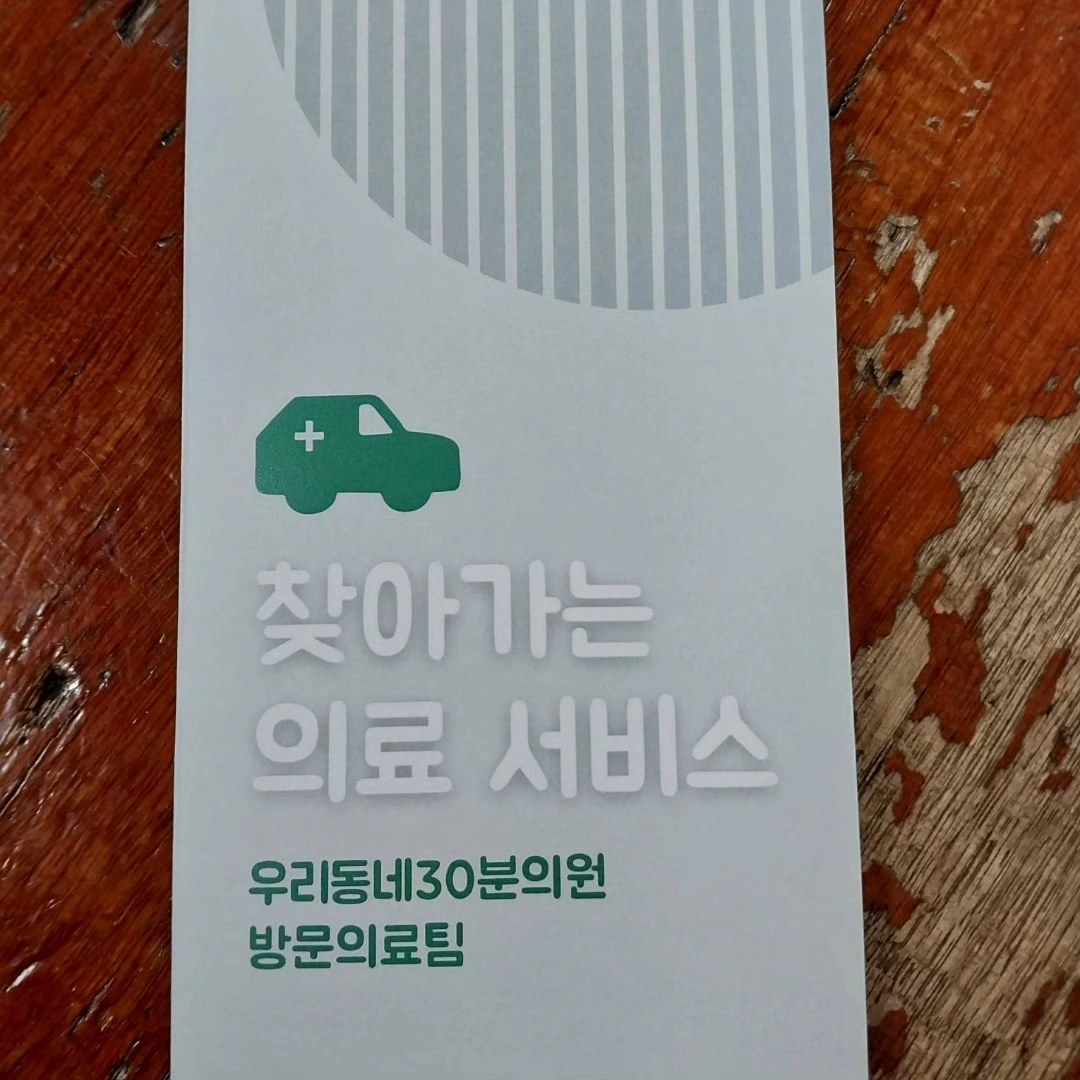 찾아가는
의료 서비스
우리동네30분의원
방문의료팀